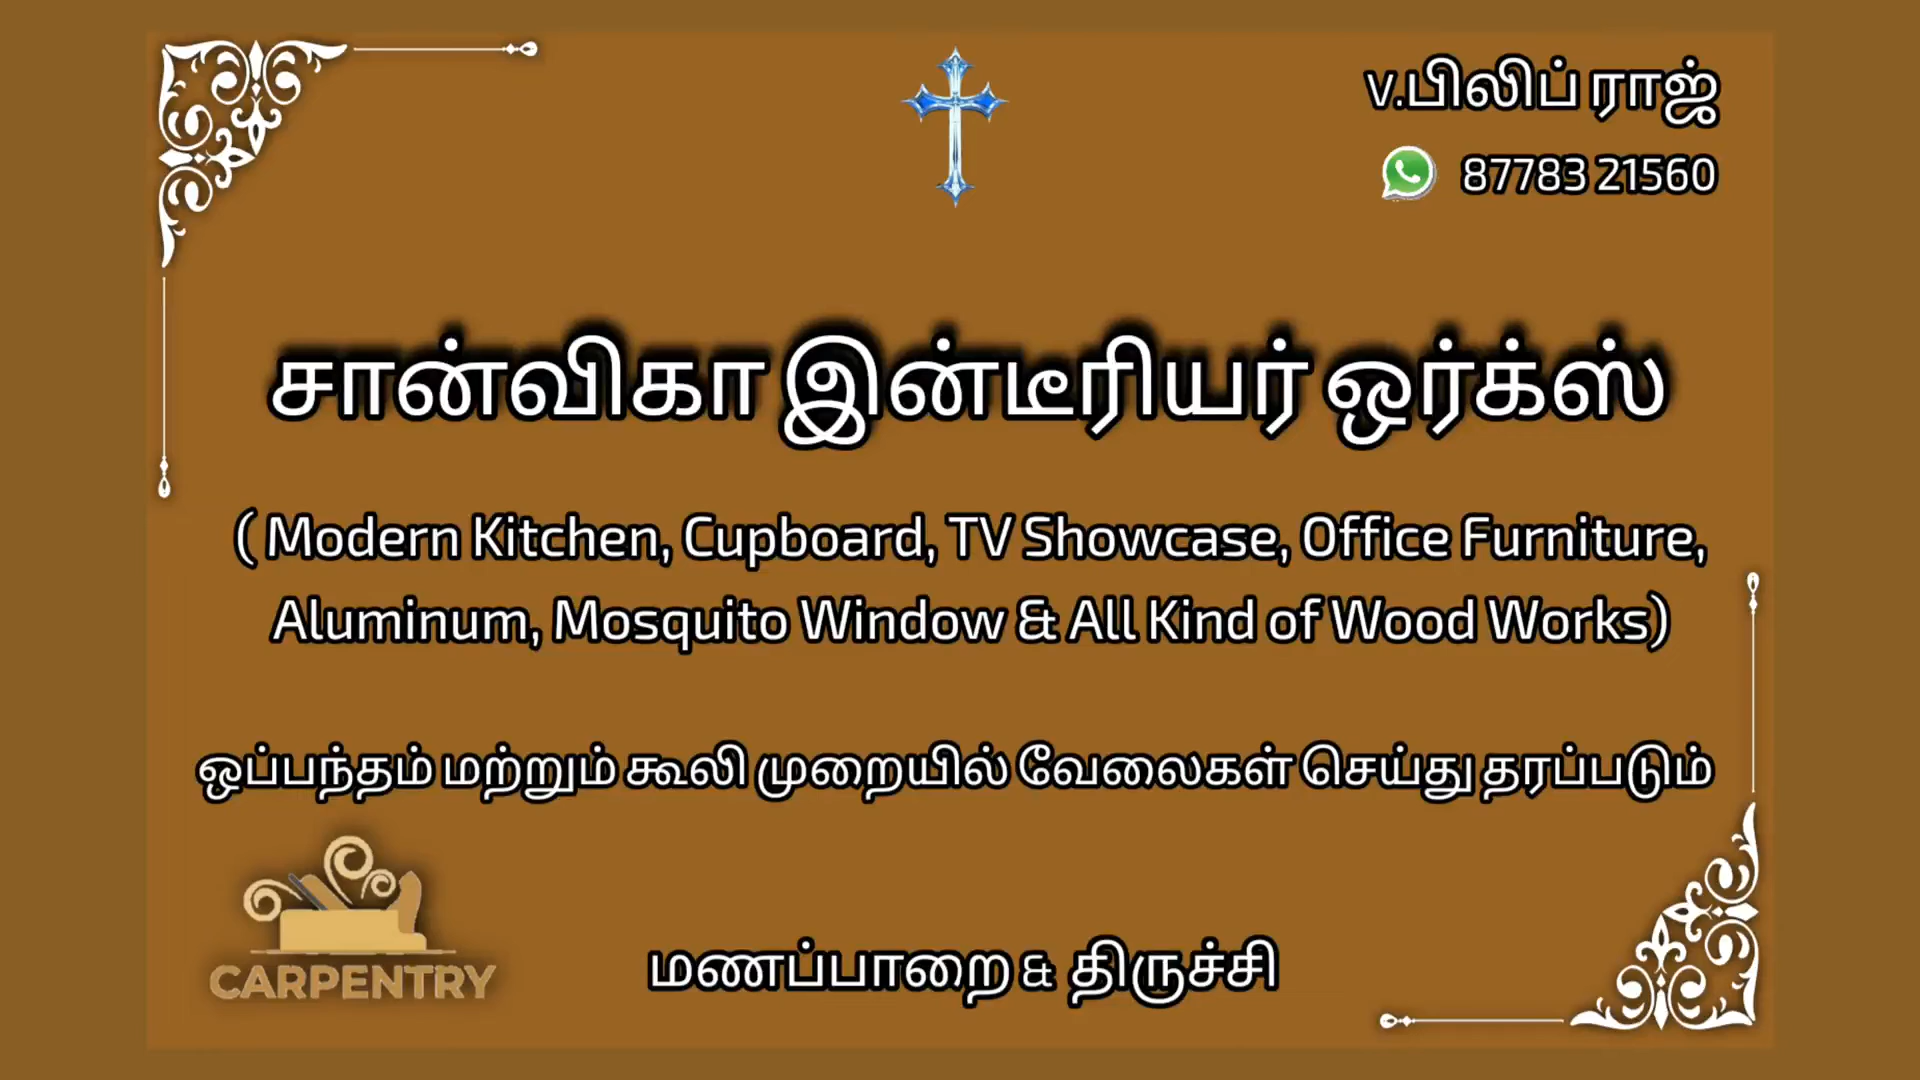 V.பிலிப் ராஜ்
87783 21560
சான்விகா இன்டீரியர் ஒர்க்ஸ்
( Modern Kitchen, Cupboard, TV Showcase, Office Furniture,
Aluminum, Mosquito Window & All Kind of Wood Works)
ஒப்பந்தம் மற்றும் கூலி முறையில் வேலைகள் செய்து தரப்படும்
CARPENTRY
மணப்பாறை & திருச்சி